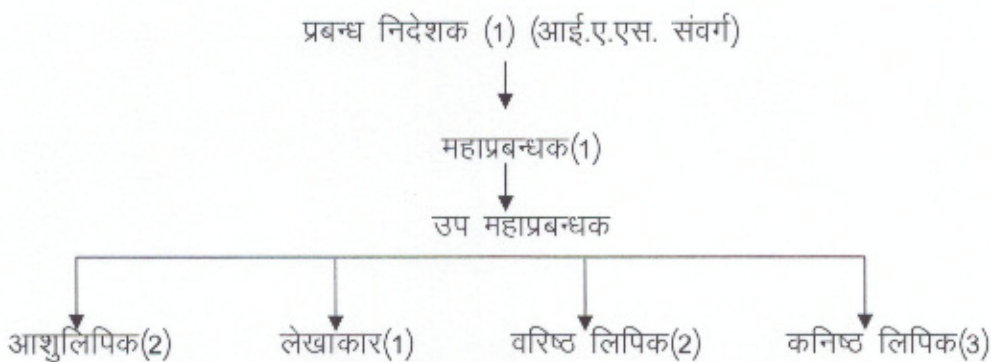 प्रबन्ध निदेशक (1) (आई.ए.एस. संवर्ग)
महाप्रबन्धक(1)
उप महाप्रबन्धक
आशुलिपिक(2) लेखाकार(1) वरिष्ठ लिपिक(2) कनिष्ठ लिपिक(3)